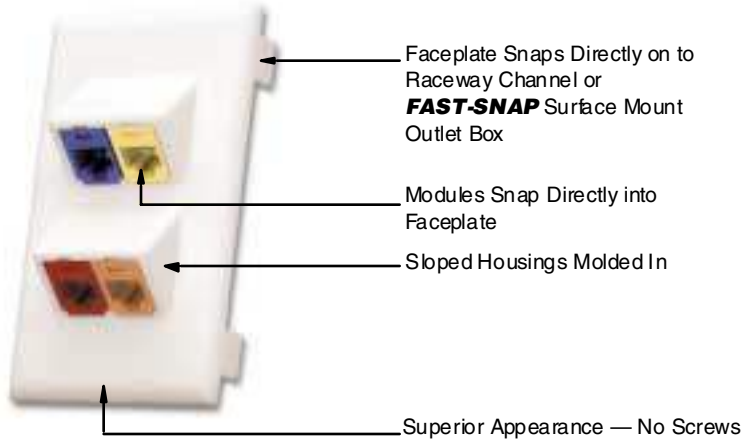 Faceplate Snaps Directly on to
Raceway Channel or
FAST-SNAP Surface Mount
Outlet Box
Modules Snap Directly into
Faceplate
Sloped Housings Molded In
Superior Appearance — No Screws